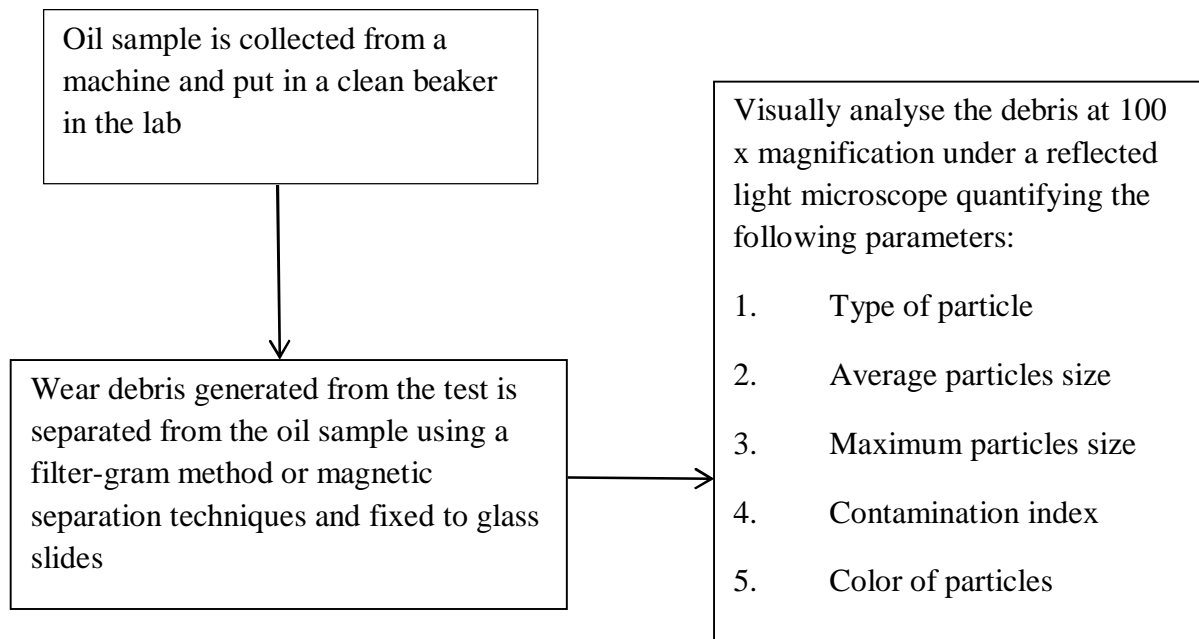 Oil sample is collected from a
machine and put in a clean beaker
in the lab
Wear debris generated from the test is
separated from the oil sample using a
filter-gram method or magnetic
separation techniques and fixed to glass
slides
Visually analyse the debris at 100
x magnification under a reflected
light microscope quantifying the
following parameters:
1. Type of particle
2. Average particles size
3. Maximum particles size
4. Contamination index
5. Color of particles